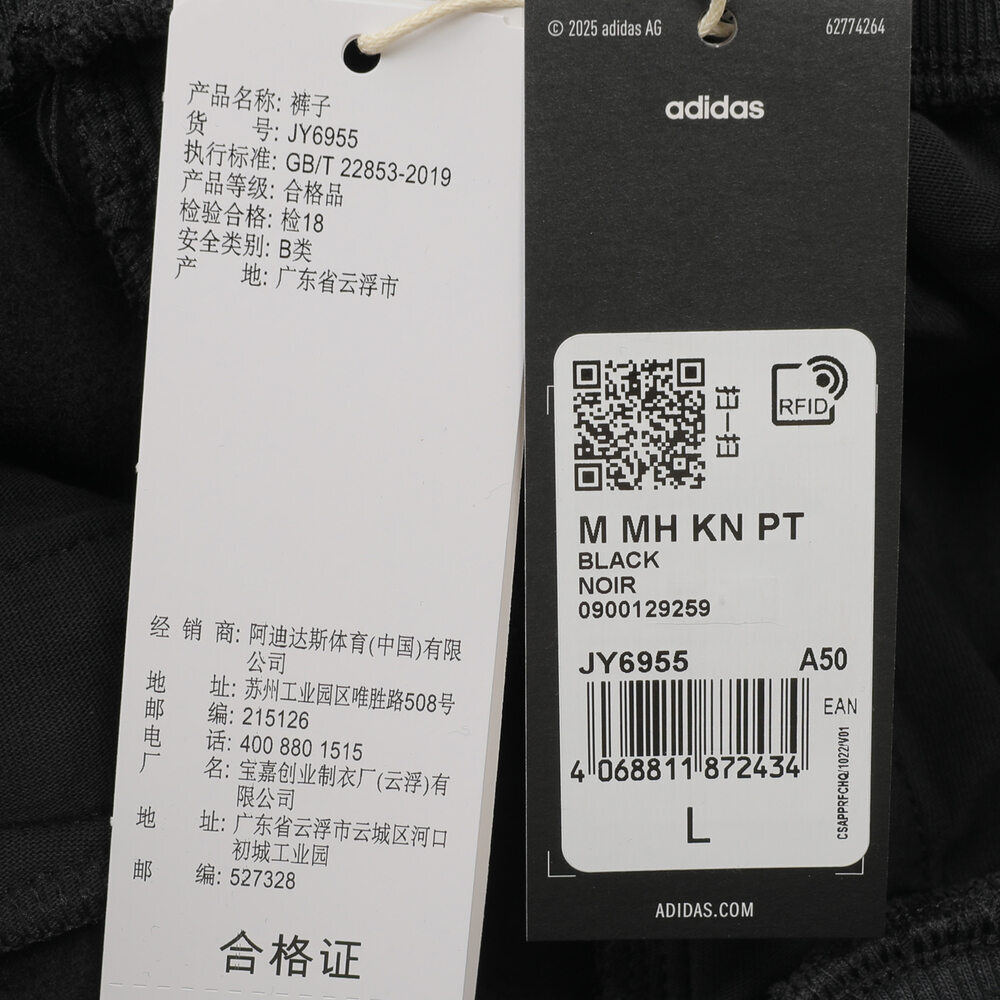 产品名称: 裤子
货 号: JY6955
执行标准: GB/T 22853-2019
产品等级: 合格品
检验合格: 检18
安全类别: B类
产 地: 广东省云浮市
经 销 商: 阿迪达斯体育(中国)有限
公司
地 址: 苏州工业园区唯胜路508号
邮 编: 215126
电 话: 400 880 1515
厂 名: 宝嘉创业制衣厂(云浮)有
限公司
地 址: 广东省云浮市云城区河口
初城工业园
邮 编: 527328
合格证
© 2025 adidas AG 62774264
adidas
扫一扫
RFID
M MH KN PT
BLACK
NOIR
0900129259
JY6955 A50
EAN
4 068811 872434
CSAPPRFCHQ/1022/V01
L
ADIDAS.COM